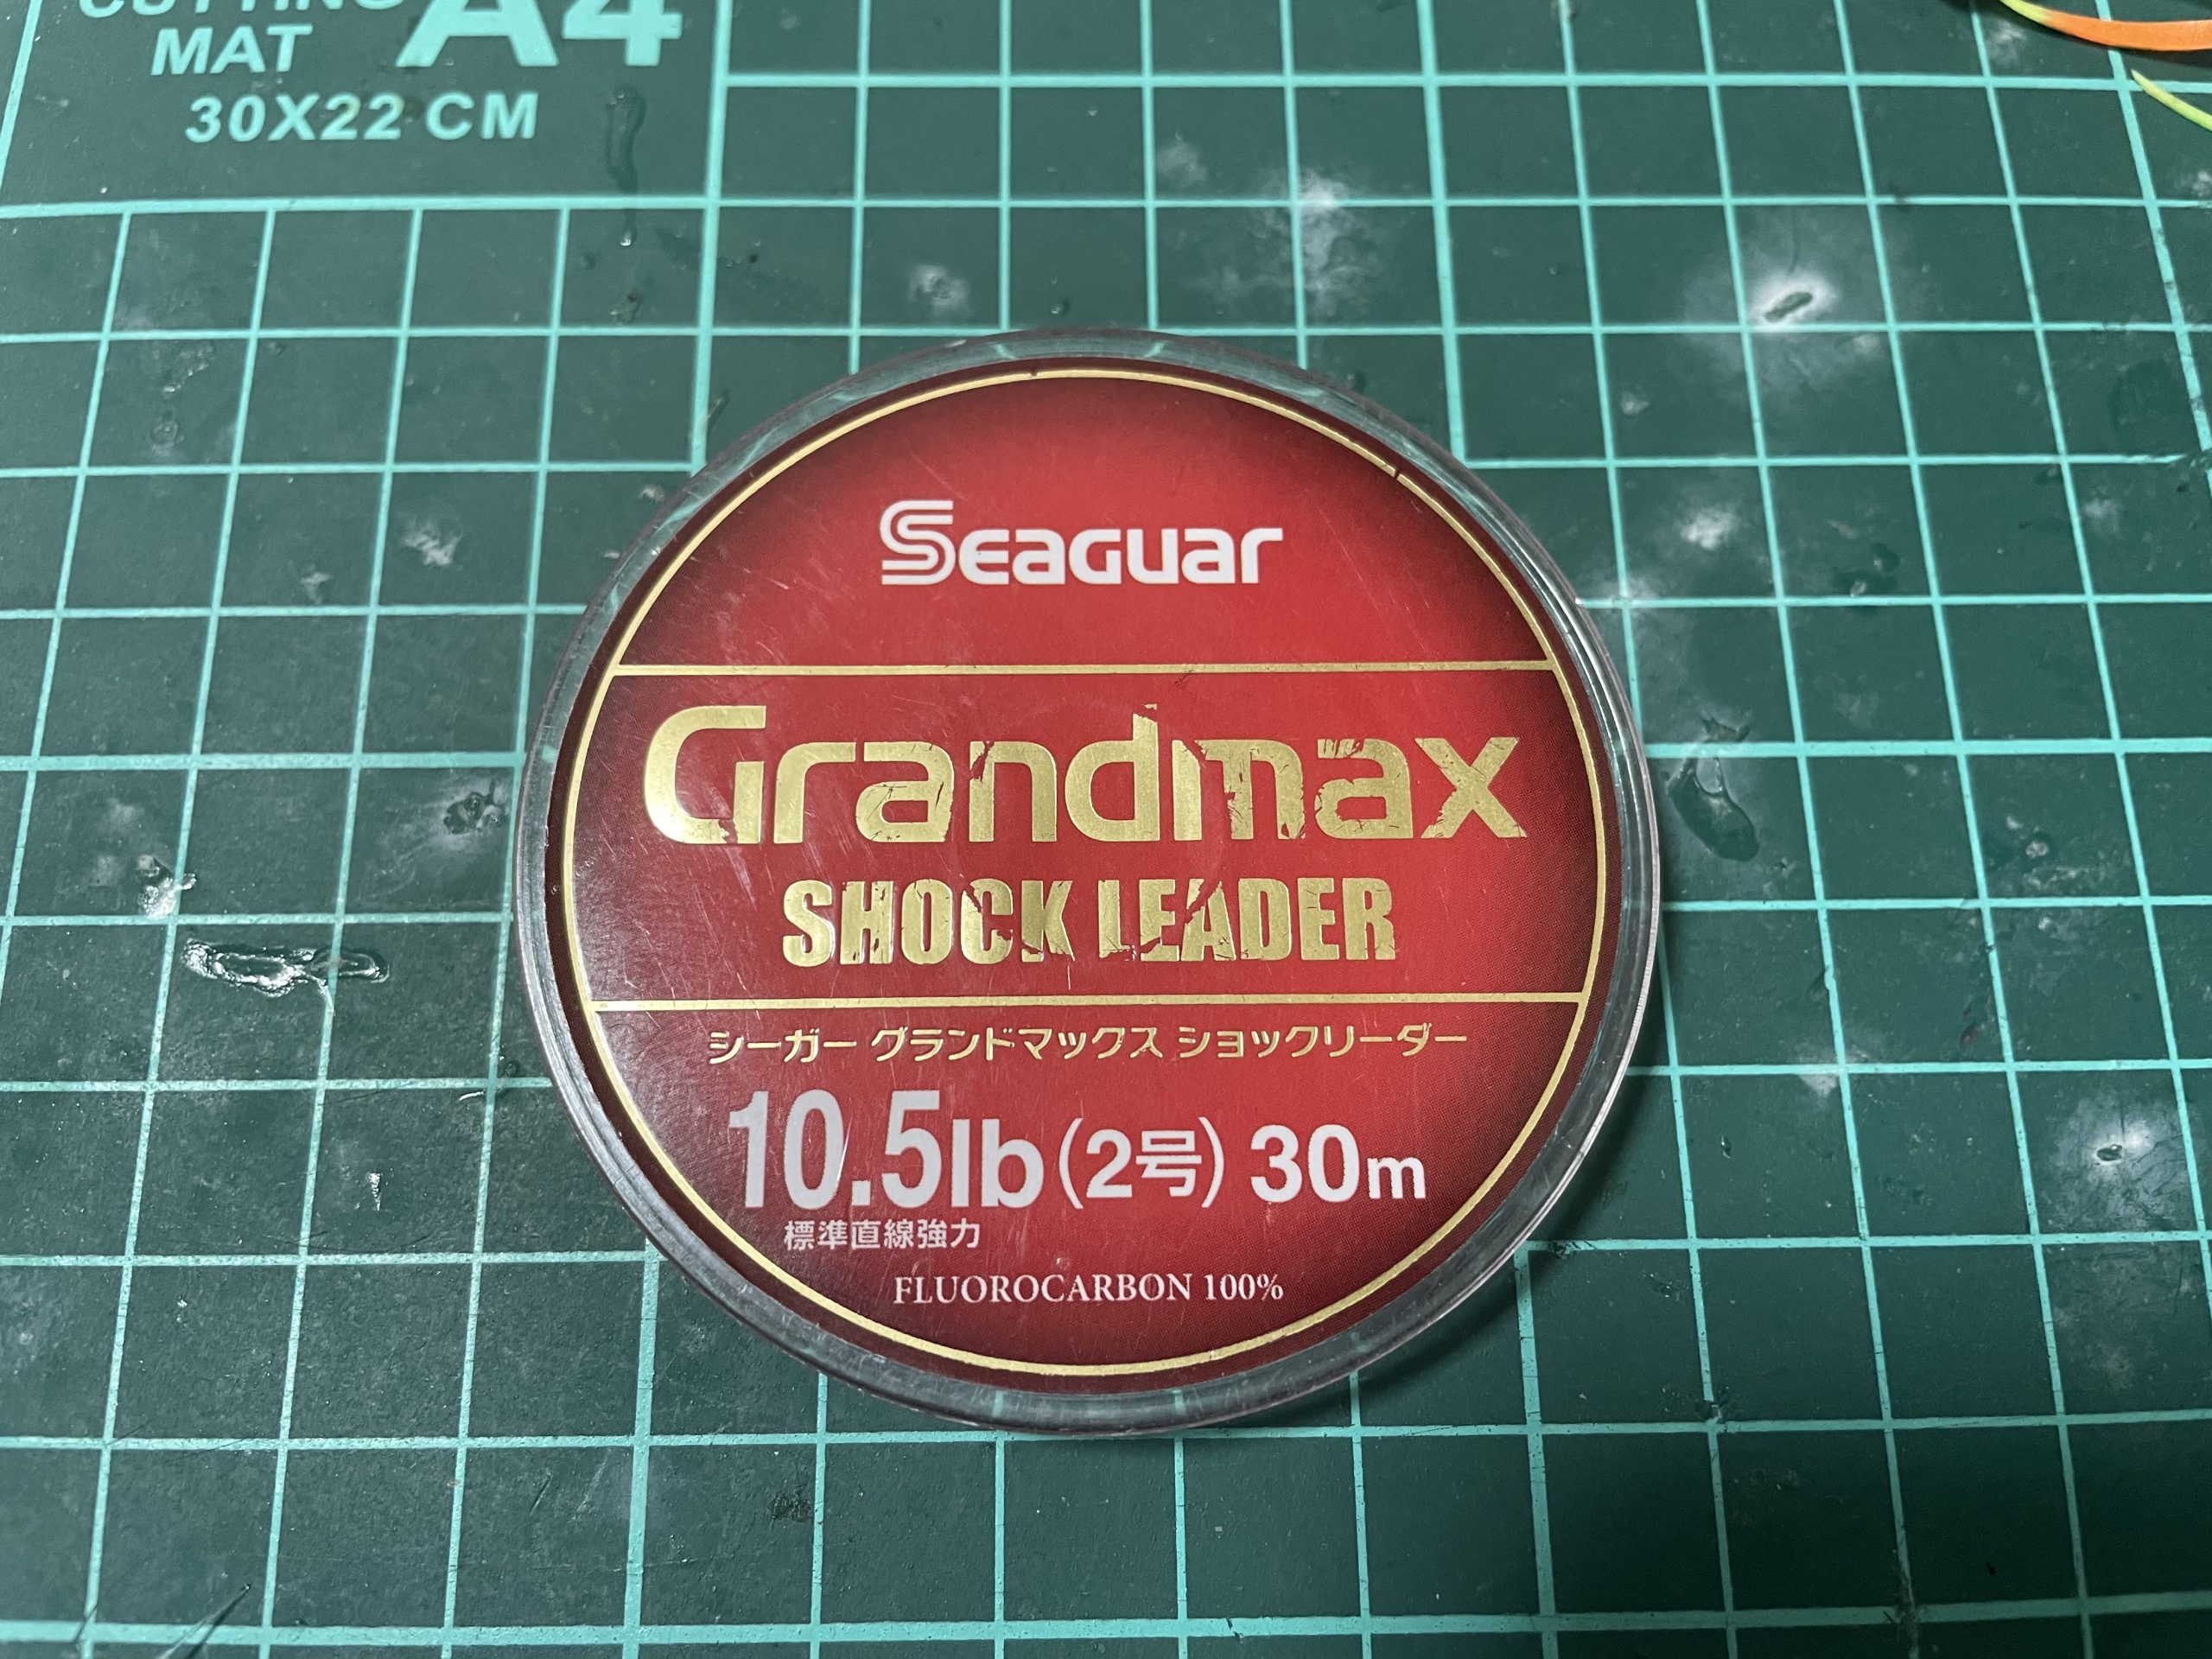 CUTTING
MAT A4
30X22 CM
Seaguar
Grandmax
SHOCK LEADER
シーガー グランドマックス ショックリーダー
10.5lb (2号) 30m
標準直線強力
FLUOROCARBON 100%